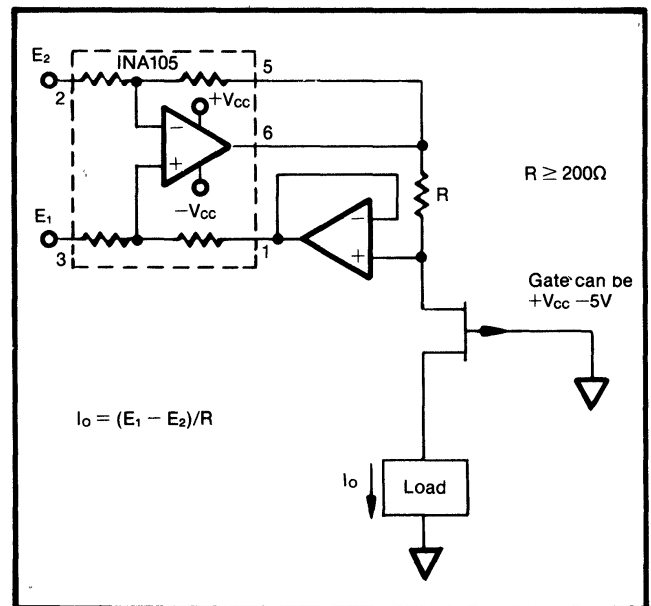 E₂
INA105
5
2
+Vcc
−
6
+
R
R ≥ 200Ω
E₁
−Vcc
−
3
1
+
Gate can be
+Vcc −5V
Iₒ = (E₁ − E₂)/R
Iₒ
Load